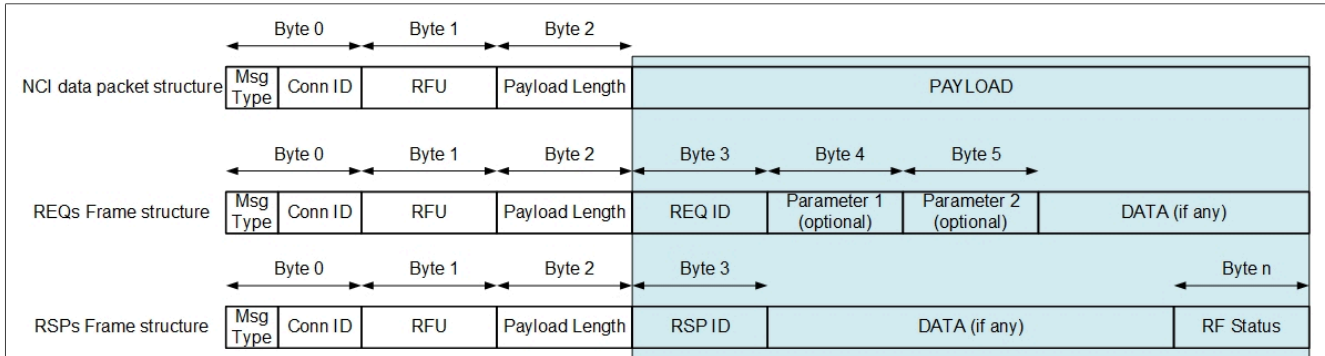 Byte 0 Byte 1 Byte 2
NCI data packet structure Msg Type Conn ID RFU Payload Length PAYLOAD
Byte 0 Byte 1 Byte 2 Byte 3 Byte 4 Byte 5
REQs Frame structure Msg Type Conn ID RFU Payload Length REQ ID Parameter 1 (optional) Parameter 2 (optional) DATA (if any)
Byte 0 Byte 1 Byte 2 Byte 3 Byte n
RSPs Frame structure Msg Type Conn ID RFU Payload Length RSP ID DATA (if any) RF Status